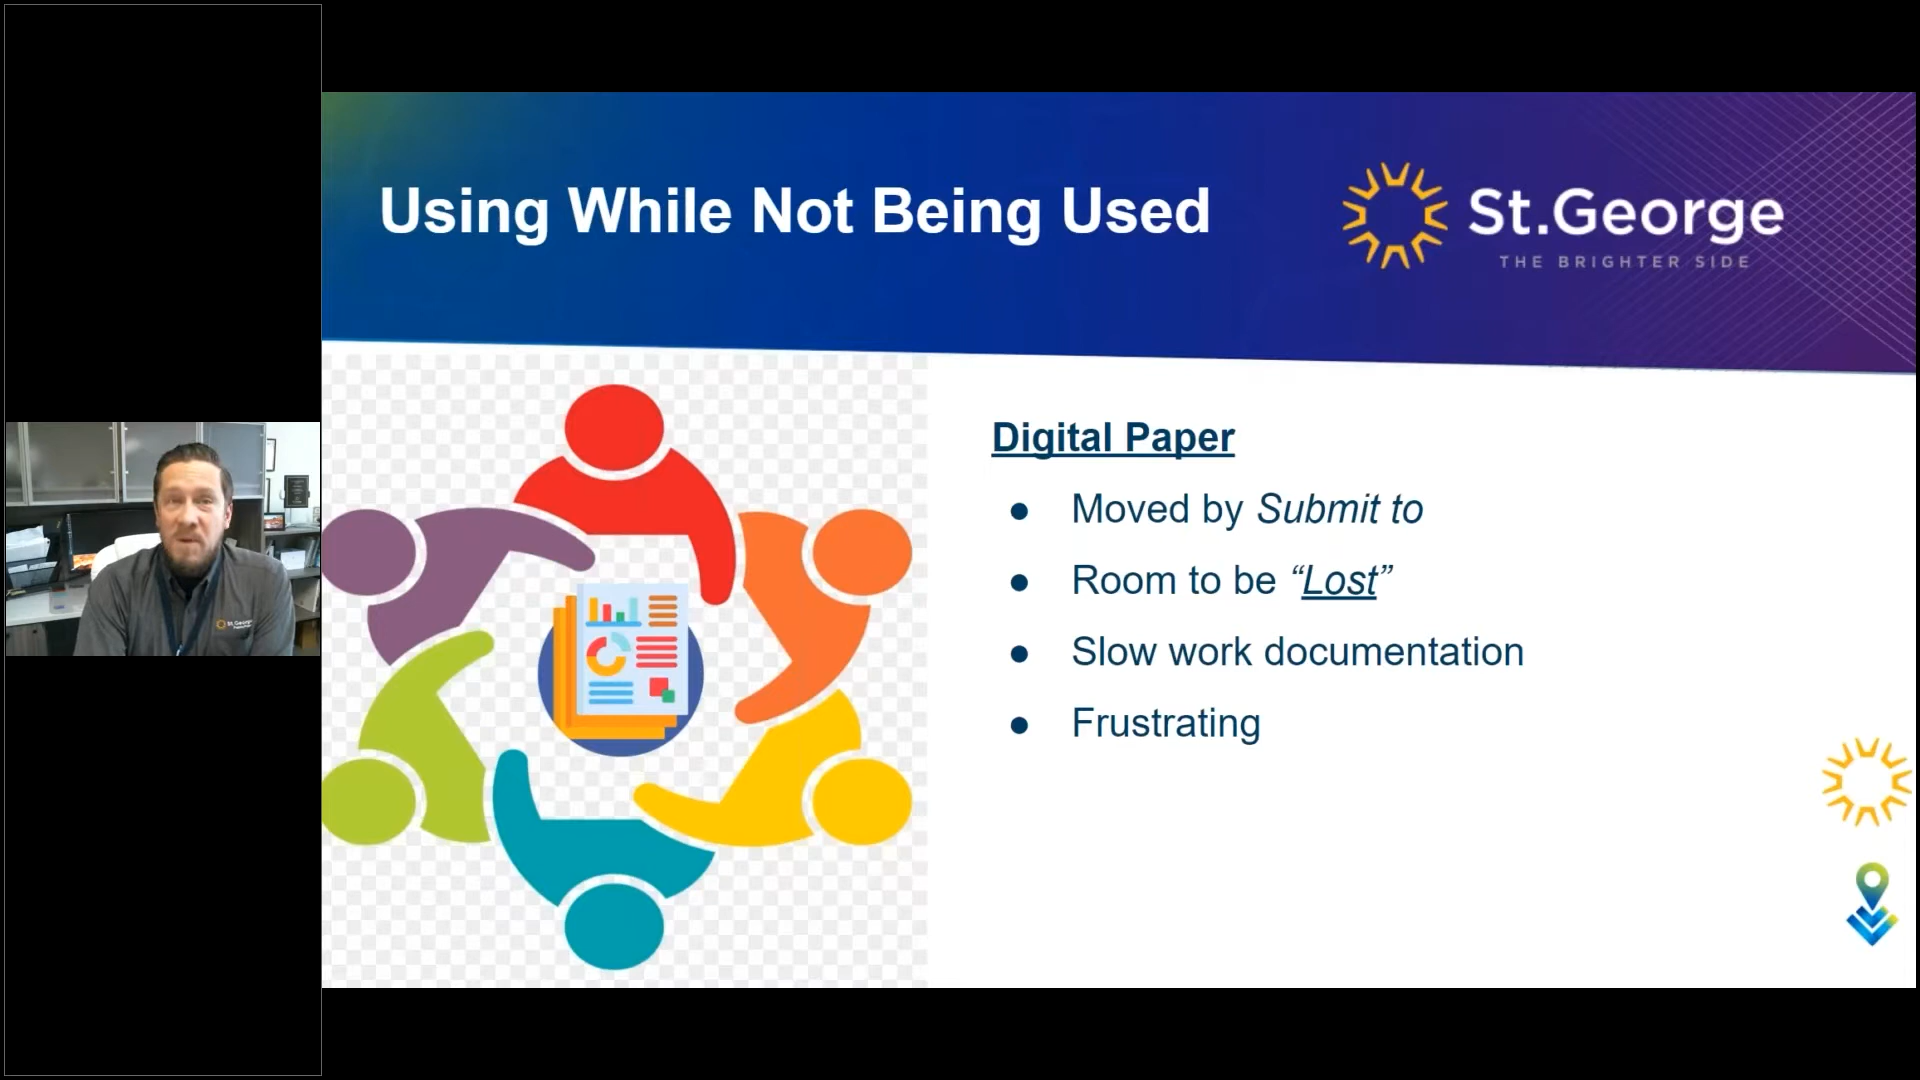 Using While Not Being Used
St.George
THE BRIGHTER SIDE
Digital Paper
● Moved by Submit to
● Room to be “Lost”
● Slow work documentation
● Frustrating